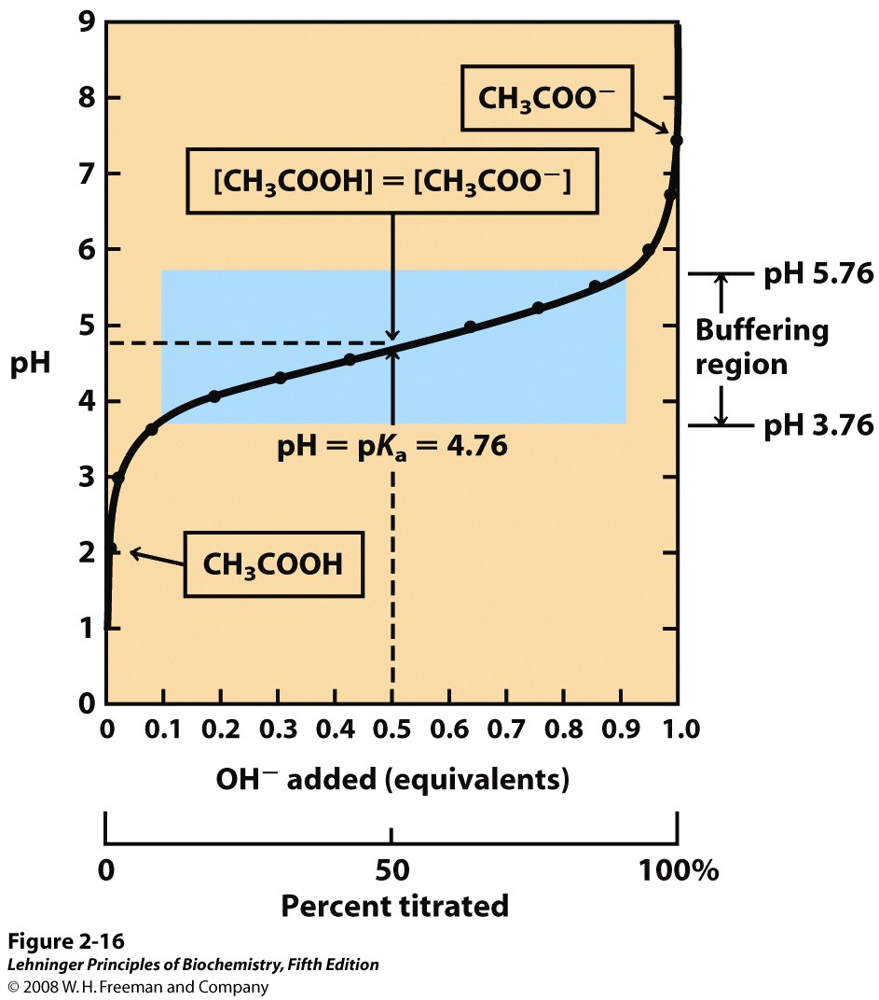 9
8
7
6
5
4
3
2
1
0
pH
CH₃COO⁻
[CH₃COOH] = [CH₃COO⁻]
pH 5.76
Buffering
region
pH 3.76
pH = pKₐ = 4.76
CH₃COOH
0 0.1 0.2 0.3 0.4 0.5 0.6 0.7 0.8 0.9 1.0
OH⁻ added (equivalents)
0 50 100%
Percent titrated
Figure 2-16
Lehninger Principles of Biochemistry, Fifth Edition
© 2008 W. H. Freeman and Company